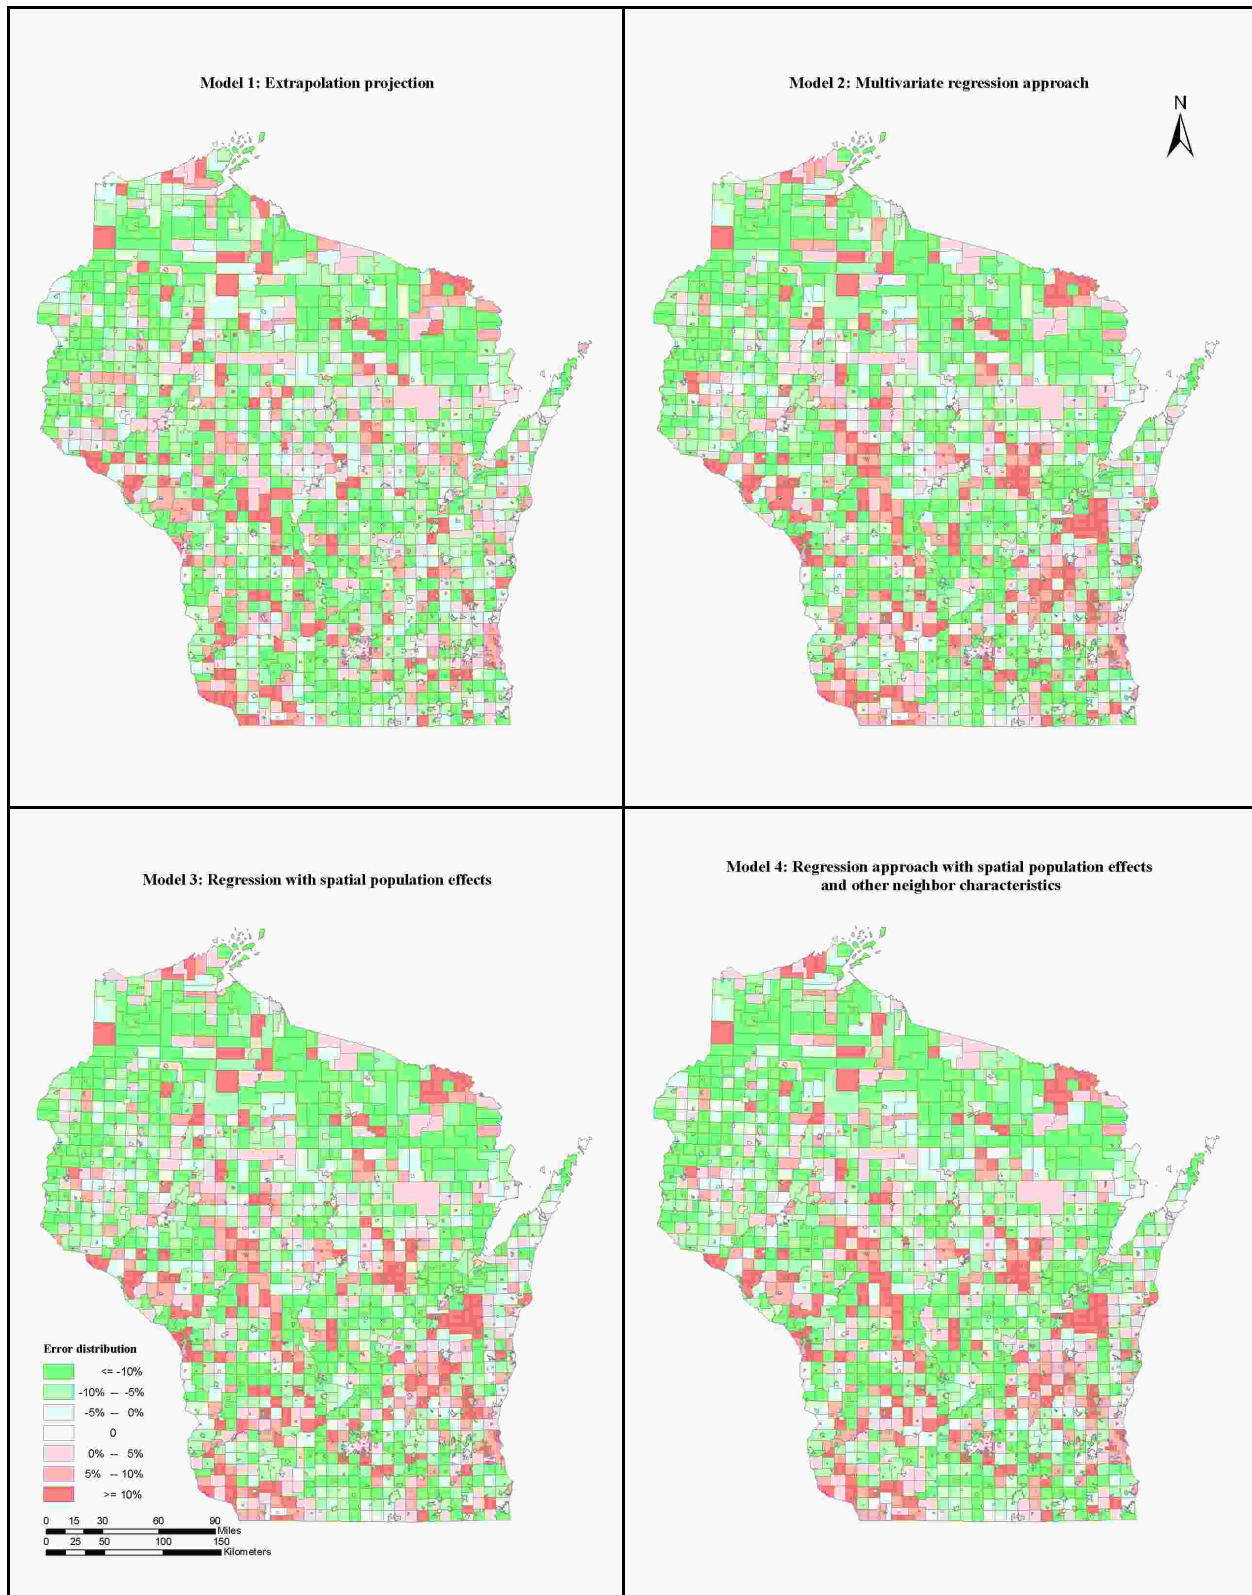 Model 1: Extrapolation projection
Model 2: Multivariate regression approach
N
Model 3: Regression with spatial population effects
Model 4: Regression approach with spatial population effects
and other neighbor characteristics
Error distribution
<= -10%
-10% -- -5%
-5% -- 0%
0
0% -- 5%
5% -- 10%
>= 10%
0 15 30 60 90
Miles
0 25 50 100 150
Kilometers